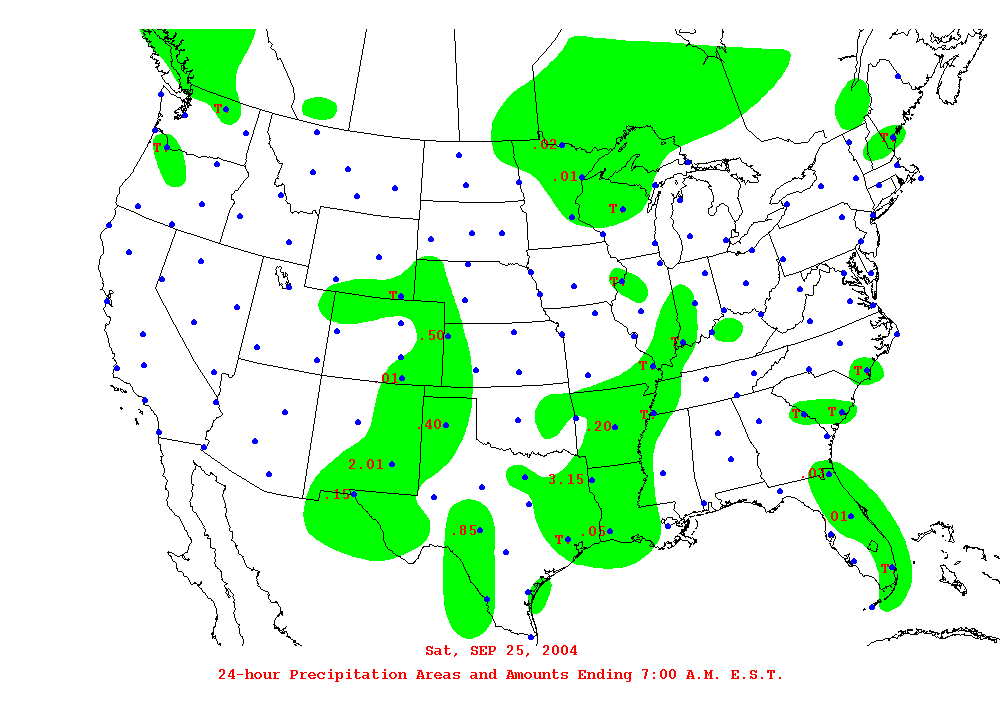 T
T
.02
T
.01
T
T
T
.50
T
T
.01
T
T
T
T
.40
.20
2.01
.03
3.15
.15
.01
.85
.05
T
T
Sat, SEP 25, 2004
24-hour Precipitation Areas and Amounts Ending 7:00 A.M. E.S.T.